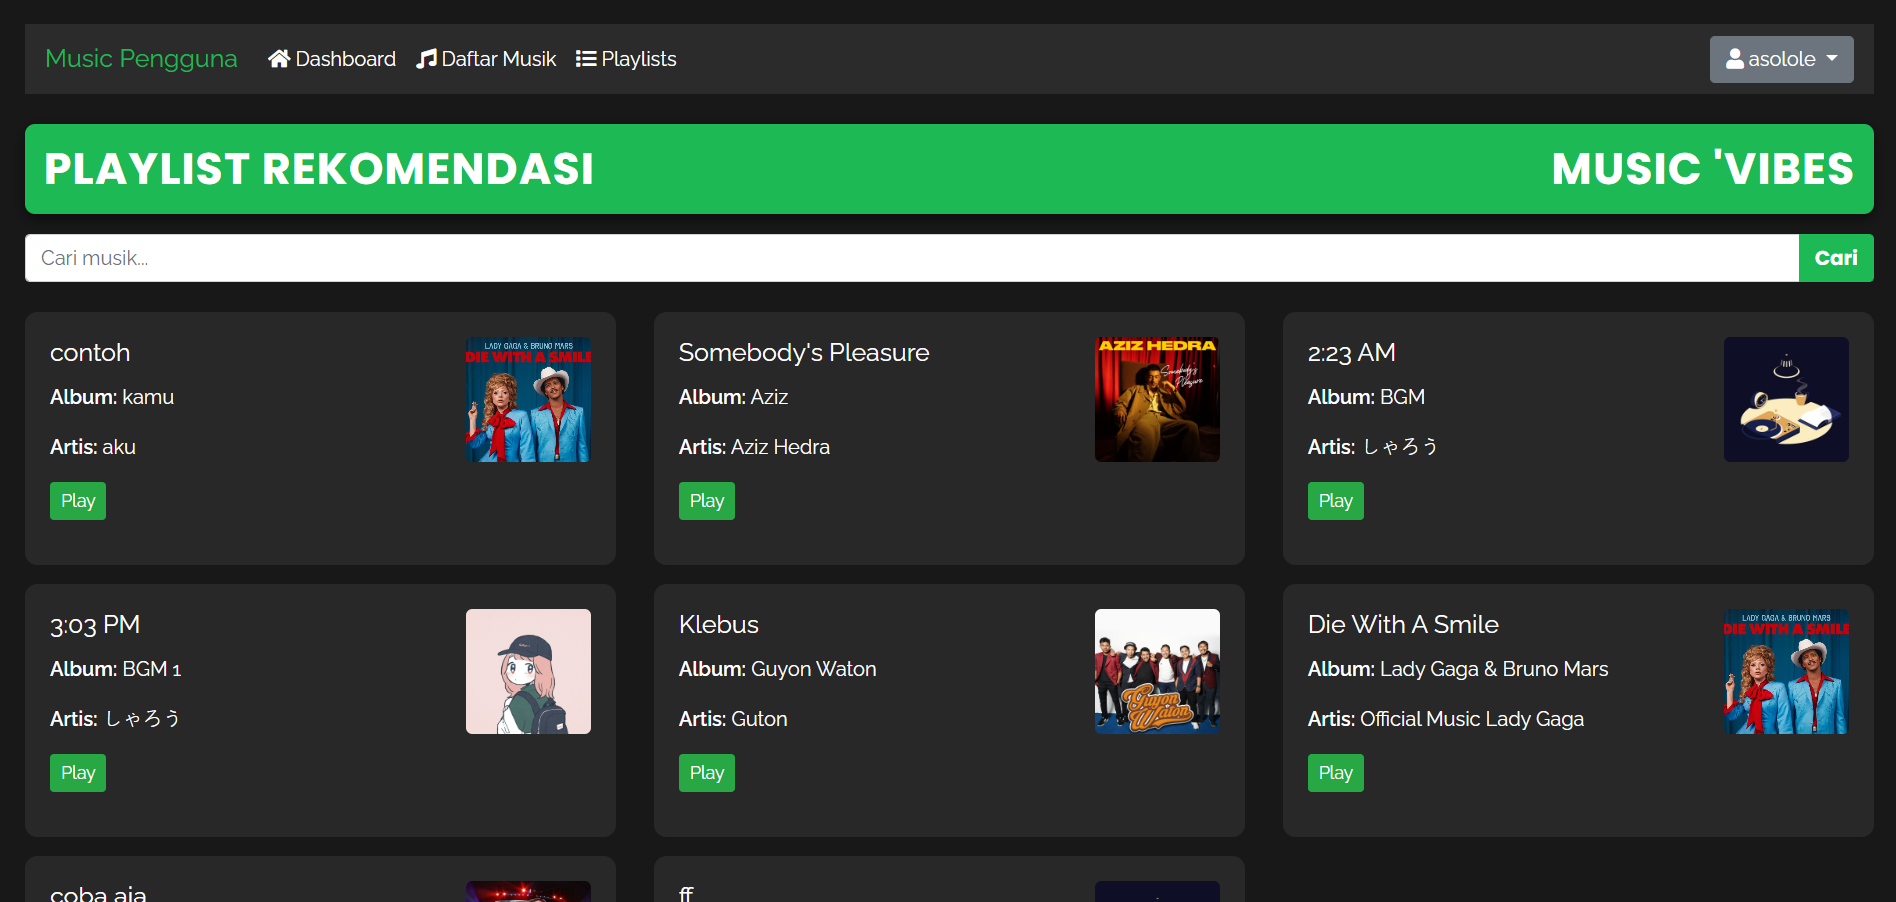 Music Pengguna Dashboard Daftar Musik Playlists asolole
PLAYLIST REKOMENDASI MUSIC 'VIBES
Cari musik... Cari
contoh
Album: kamu
Artis: aku
Play
LADY GAGA & BRUNO MARS
DIE WITH A SMILE
Somebody's Pleasure
Album: Aziz
Artis: Aziz Hedra
Play
AZIZ HEDRA
Somebody's
Pleasure
2:23 AM
Album: BGM
Artis: しゃろう
Play
3:03 PM
Album: BGM 1
Artis: しゃろう
Play
Klebus
Album: Guyon Waton
Artis: Guton
Play
Guyon
Waton
Die With A Smile
Album: Lady Gaga & Bruno Mars
Artis: Official Music Lady Gaga
Play
LADY GAGA & BRUNO MARS
DIE WITH A SMILE
coba aja
ff